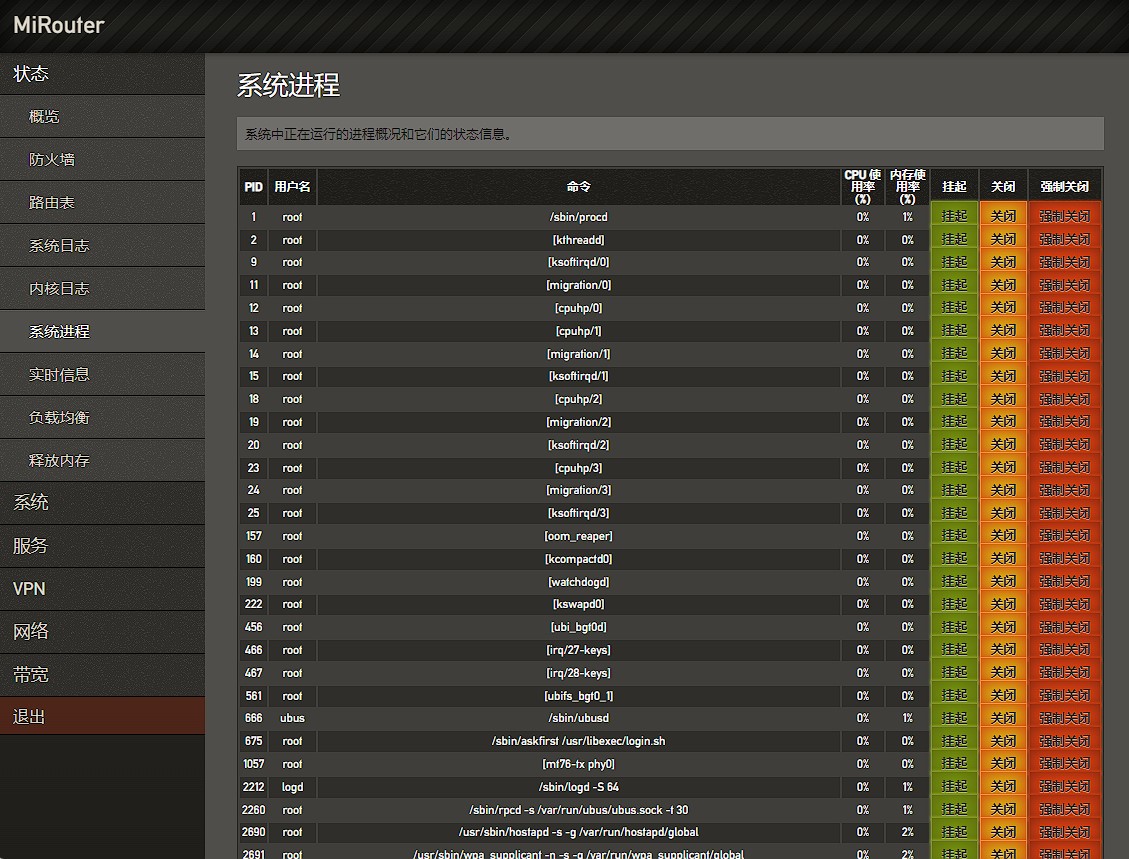 MiRouter
状态
概览
防火墙
路由表
系统日志
内核日志
系统进程
实时信息
负载均衡
释放内存
系统
服务
VPN
网络
带宽
退出
系统进程
系统中正在运行的进程概况和它们的状态信息。
PID 用户名 命令 CPU 使用率 (%) 内存使用率 (%) 挂起 关闭 强制关闭
1 root /sbin/procd 0% 1% 挂起 关闭 强制关闭
2 root [kthreadd] 0% 0% 挂起 关闭 强制关闭
9 root [ksoftirqd/0] 0% 0% 挂起 关闭 强制关闭
11 root [migration/0] 0% 0% 挂起 关闭 强制关闭
12 root [cpuhp/0] 0% 0% 挂起 关闭 强制关闭
13 root [cpuhp/1] 0% 0% 挂起 关闭 强制关闭
14 root [migration/1] 0% 0% 挂起 关闭 强制关闭
15 root [ksoftirqd/1] 0% 0% 挂起 关闭 强制关闭
18 root [cpuhp/2] 0% 0% 挂起 关闭 强制关闭
19 root [migration/2] 0% 0% 挂起 关闭 强制关闭
20 root [ksoftirqd/2] 0% 0% 挂起 关闭 强制关闭
23 root [cpuhp/3] 0% 0% 挂起 关闭 强制关闭
24 root [migration/3] 0% 0% 挂起 关闭 强制关闭
25 root [ksoftirqd/3] 0% 0% 挂起 关闭 强制关闭
157 root [oom_reaper] 0% 0% 挂起 关闭 强制关闭
160 root [kcompactd0] 0% 0% 挂起 关闭 强制关闭
199 root [watchdogd] 0% 0% 挂起 关闭 强制关闭
222 root [kswapd0] 0% 0% 挂起 关闭 强制关闭
456 root [ubi_bgt0d] 0% 0% 挂起 关闭 强制关闭
466 root [irq/27-keys] 0% 0% 挂起 关闭 强制关闭
467 root [irq/28-keys] 0% 0% 挂起 关闭 强制关闭
561 root [ubifs_bgt0_1] 0% 0% 挂起 关闭 强制关闭
666 ubus /sbin/ubusd 0% 1% 挂起 关闭 强制关闭
675 root /sbin/askfirst /usr/libexec/login.sh 0% 0% 挂起 关闭 强制关闭
1057 root [mt76-tx phy0] 0% 0% 挂起 关闭 强制关闭
2212 logd /sbin/logd -S 64 0% 1% 挂起 关闭 强制关闭
2260 root /sbin/rpcd -s /var/run/ubus/ubus.sock -t 30 0% 1% 挂起 关闭 强制关闭
2690 root /usr/sbin/hostapd -s -g /var/run/hostapd/global 0% 2% 挂起 关闭 强制关闭
2691 root /usr/sbin/wpa_supplicant -n -s -g /var/run/wpa_supplicant/global 0% 2% 挂起 关闭 强制关闭